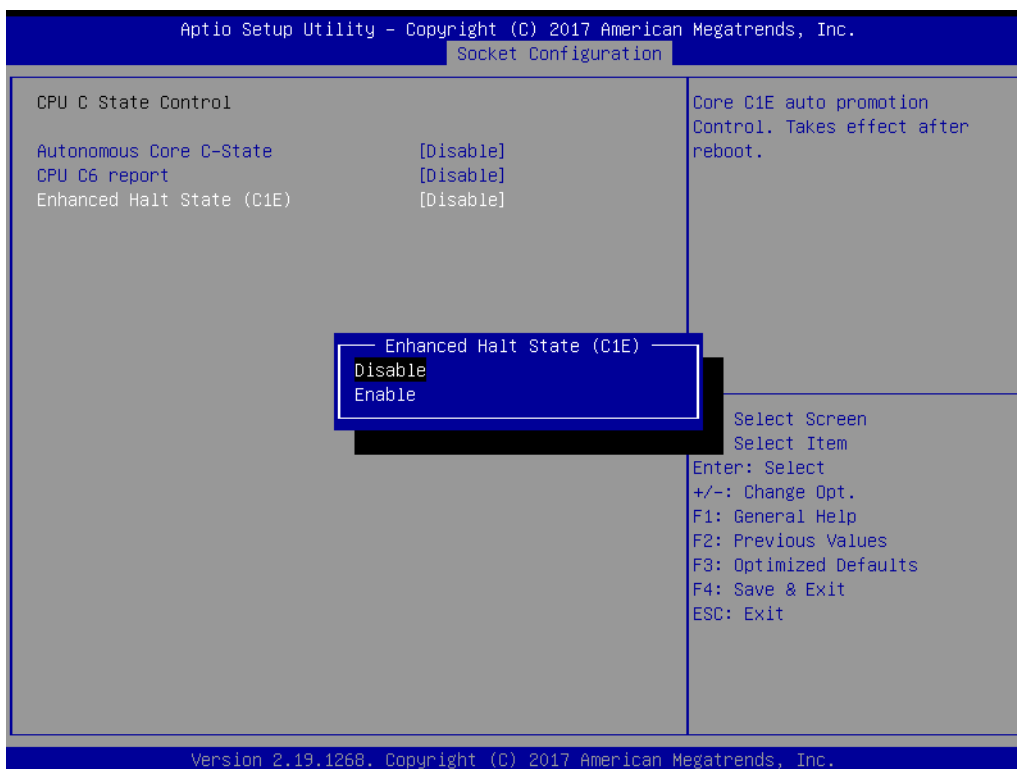 Aptio Setup Utility – Copyright (C) 2017 American Megatrends, Inc.
Socket Configuration
CPU C State Control
Autonomous Core C-State [Disable]
CPU C6 report [Disable]
Enhanced Halt State (C1E) [Disable]
Core C1E auto promotion
Control. Takes effect after
reboot.
Enhanced Halt State (C1E)
Disable
Enable
Select Screen
Select Item
Enter: Select
+/-: Change Opt.
F1: General Help
F2: Previous Values
F3: Optimized Defaults
F4: Save & Exit
ESC: Exit
Version 2.19.1268. Copyright (C) 2017 American Megatrends, Inc.